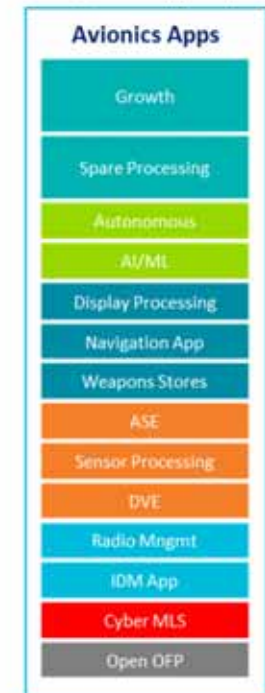 Avionics Apps
Growth
Spare Processing
Autonomous
AI/ML
Display Processing
Navigation App
Weapons Stores
ASE
Sensor Processing
DVE
Radio Mngmt
IDM App
Cyber MLS
Open OFP